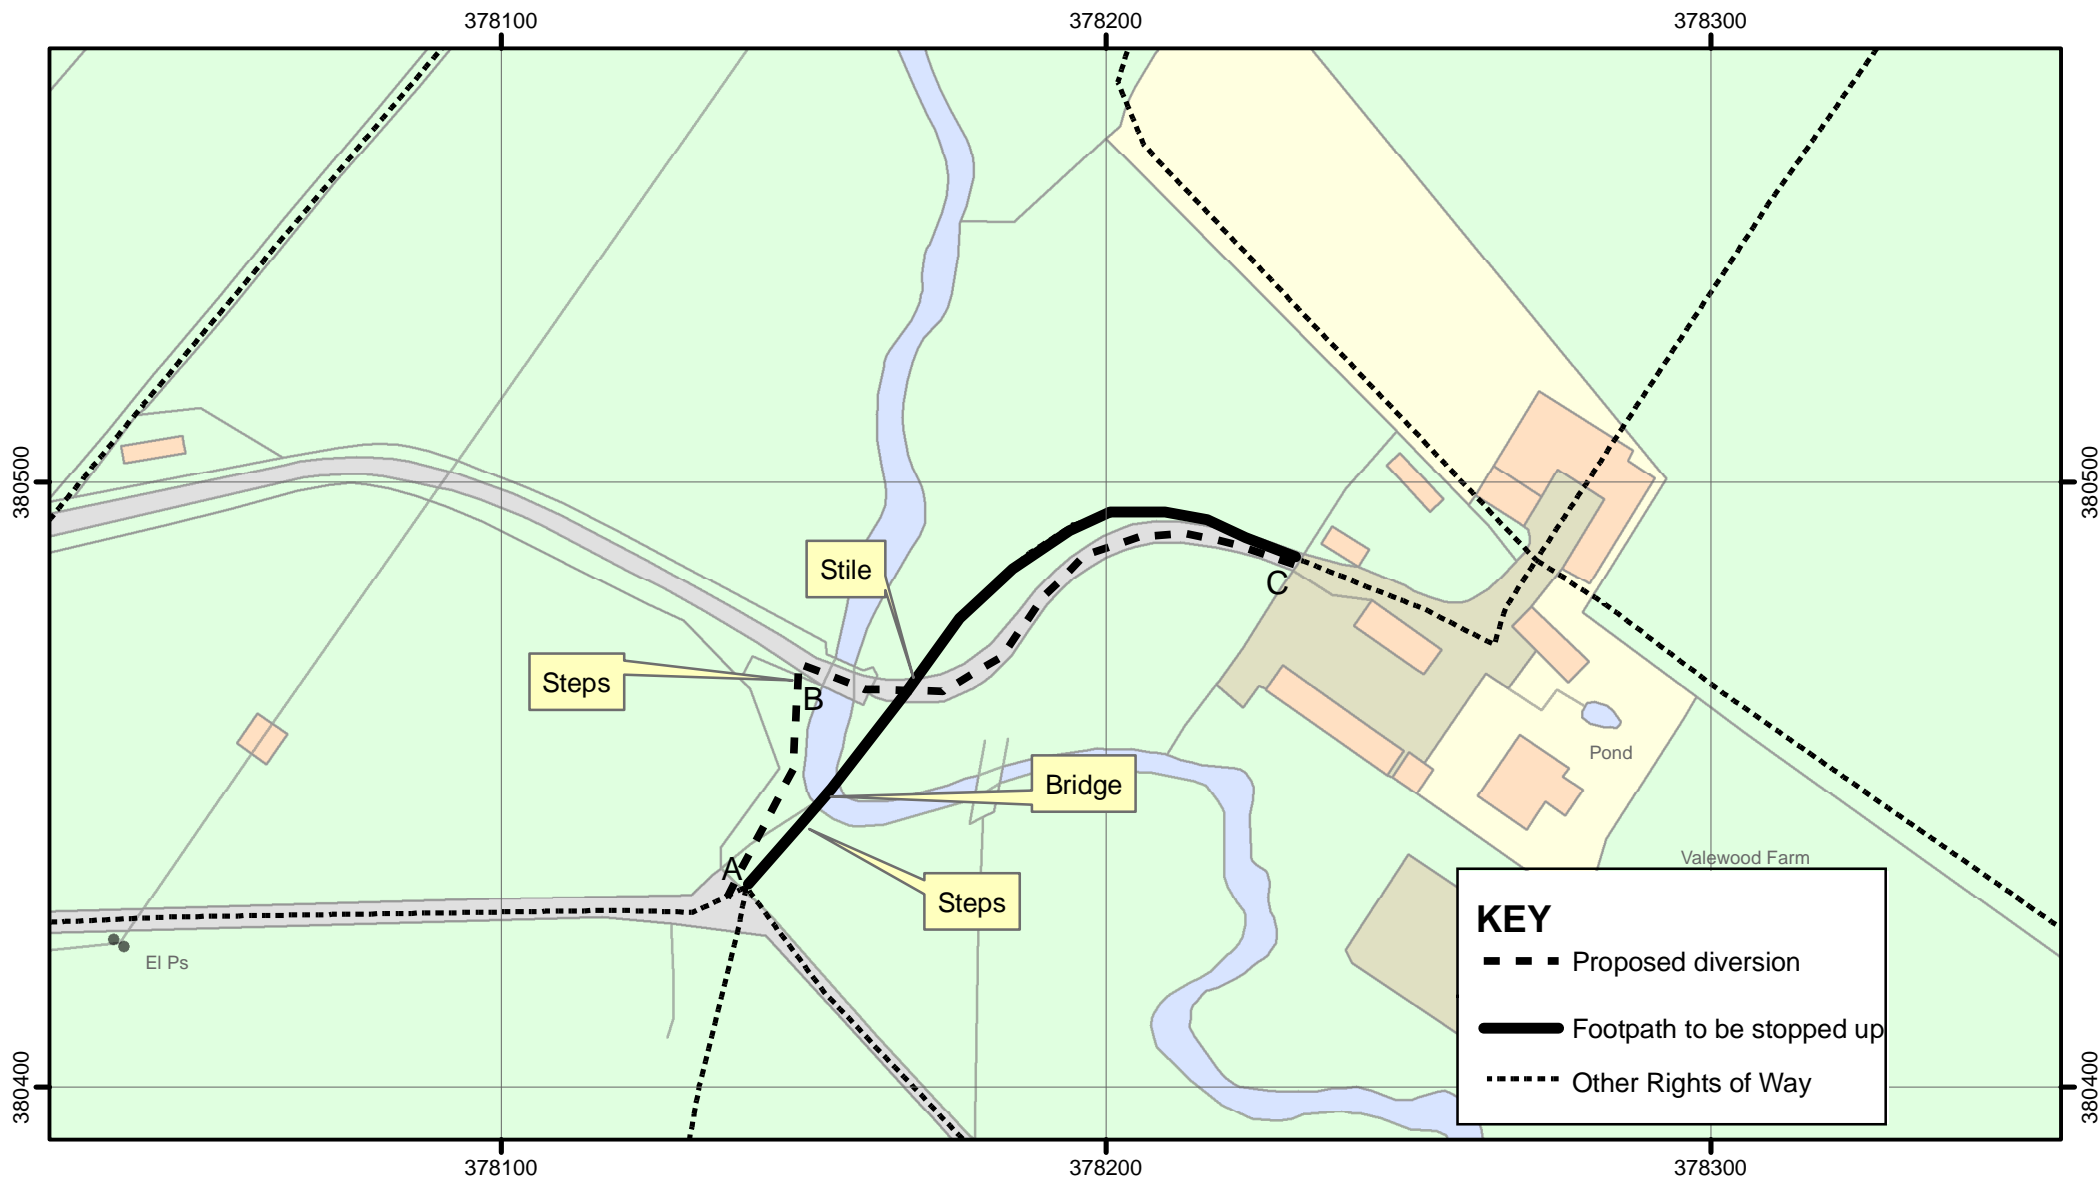 378100
378200
378300
380500
380500
Stile
C
Steps
B
Pond
Bridge
Valewood Farm
A
Steps
El Ps
KEY
Proposed diversion
Footpath to be stopped up
Other Rights of Way
380400
380400
378100
378200
378300